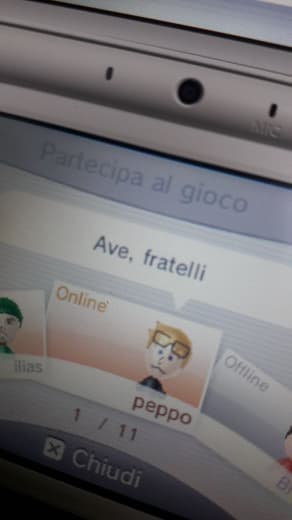 MIC
Partecipa al gioco
Ave, fratelli
Online
Offline
ilias
peppo
1 / 11
X Chiudi